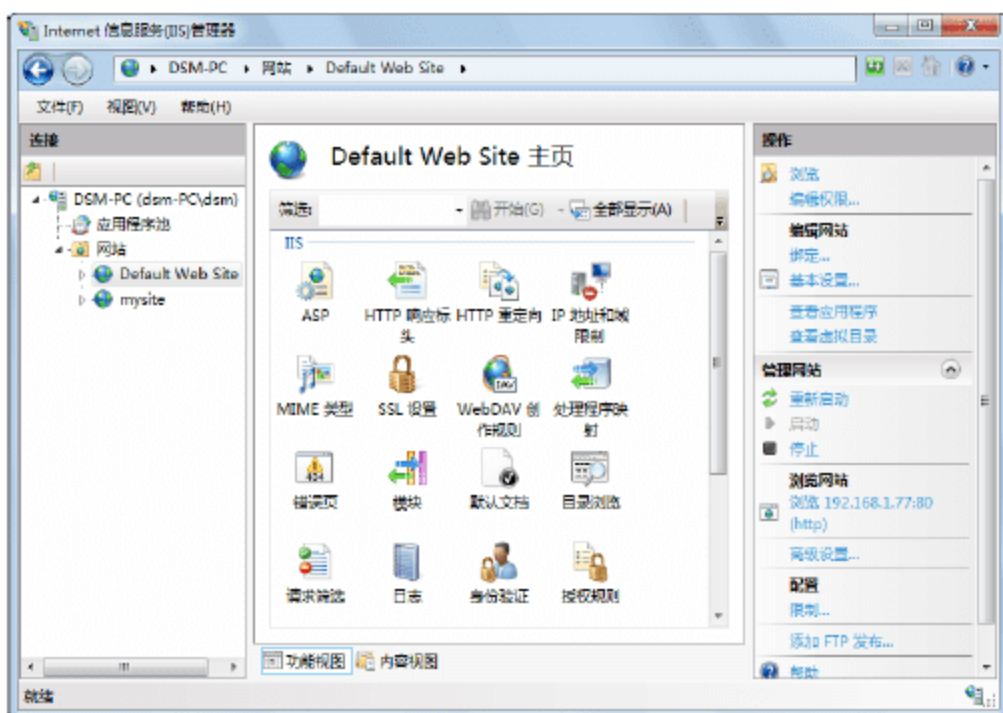 Internet 信息服务(IIS)管理器
DSM-PC 网站 Default Web Site
文件(F) 视图(V) 帮助(H)
连接
DSM-PC (dsm-PC\dsm)
应用程序池
网站
Default Web Site
mysite
Default Web Site 主页
筛选: 开始(G) 全部显示(A)
IIS
ASP
HTTP 响应标头
HTTP 重定向
IP 地址和域限制
MIME 类型
SSL 设置
WebDAV 创作规则
处理程序映射
错误页
模块
默认文档
目录浏览
请求筛选
日志
身份验证
授权规则
功能视图 内容视图
操作
浏览
编辑权限...
编辑网站
绑定...
基本设置...
查看应用程序
查看虚拟目录
管理网站
重新启动
启动
停止
浏览网站
浏览 192.168.1.77:80
(http)
高级设置...
配置
限制...
添加 FTP 发布...
帮助
就绪